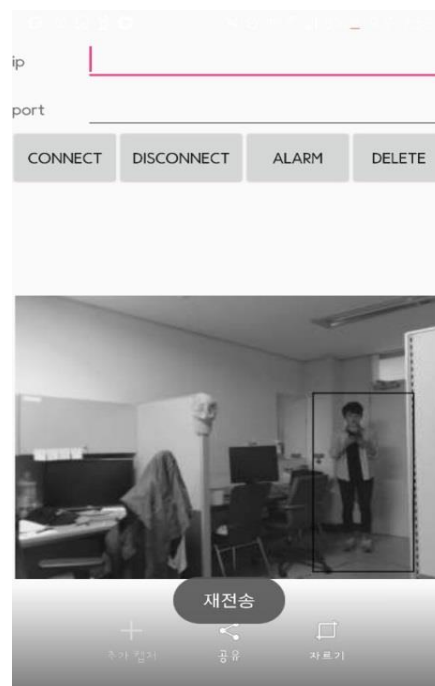 ip
port
CONNECT DISCONNECT ALARM DELETE
재전송
공유 자르기